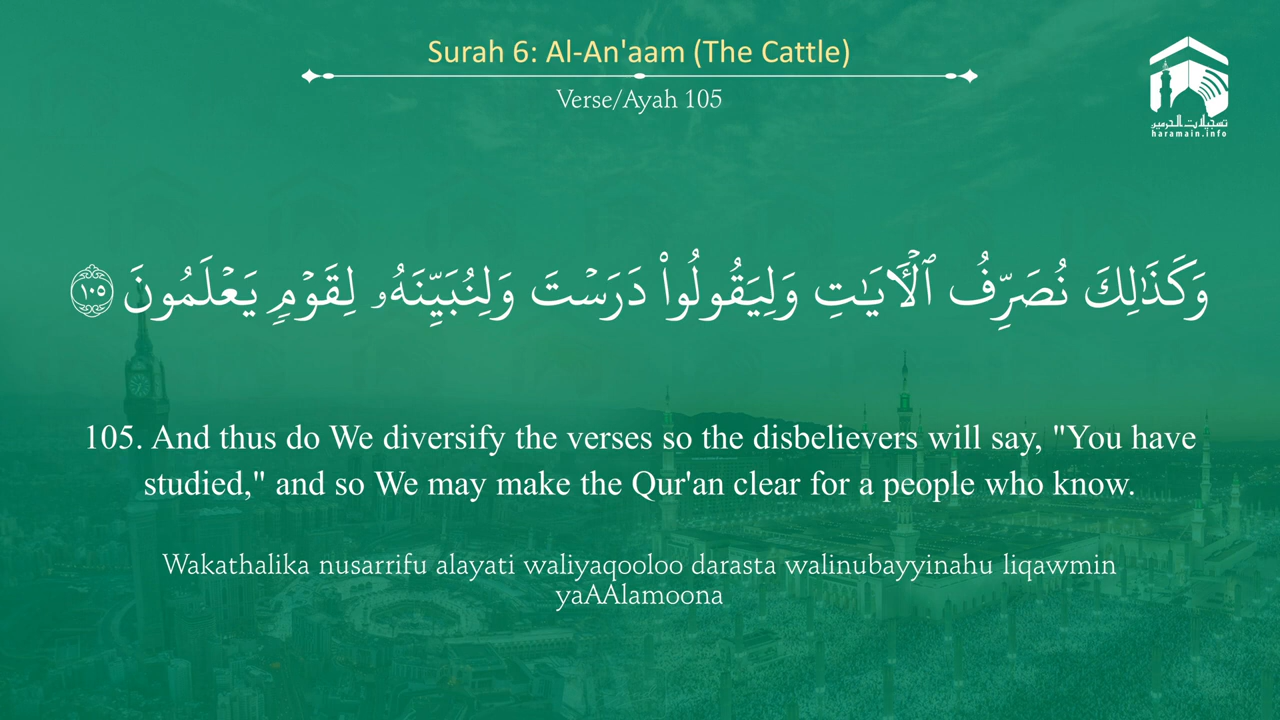 Surah 6: Al-An'aam (The Cattle)
Verse/Ayah 105
تسجيلات الحرمين
haramain.info
وَكَذَٰلِكَ نُصَرِّفُ ٱلْأَيَـٰتِ وَلِيَقُولُوا۟ دَرَسْتَ وَلِنُبَيِّنَهُۥ لِقَوْمٍ يَعْلَمُونَ ١٠٥
105. And thus do We diversify the verses so the disbelievers will say, "You have
studied," and so We may make the Qur'an clear for a people who know.
Wakathalika nusarrifu alayati waliyaqooloo darasta walinubayyinahu liqawmin
yaAAlamoona